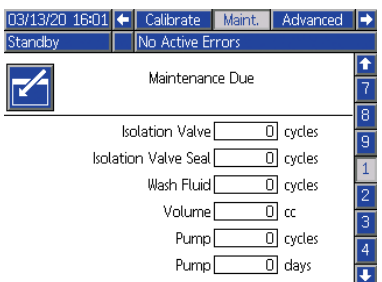 03/13/20 16:01 Calibrate Maint. Advanced
Standby No Active Errors
Maintenance Due
7
8
Isolation Valve 0 cycles
9
Isolation Valve Seal 0 cycles
1
Wash Fluid 0 cycles
2
Volume 0 cc
3
Pump 0 cycles
4
Pump 0 days